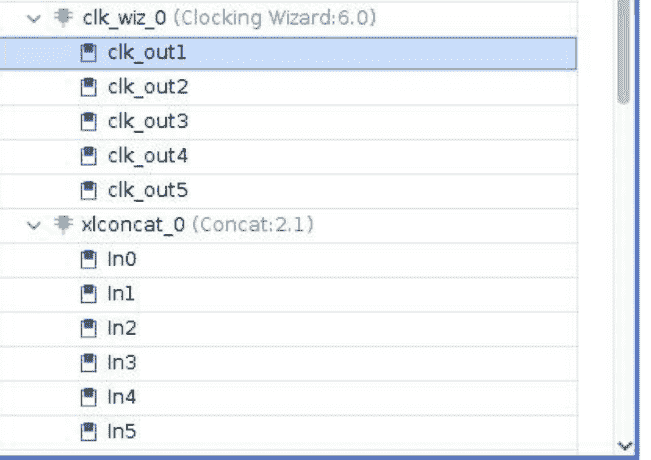 clk_wiz_0 (Clocking Wizard:6.0)
clk_out1
clk_out2
clk_out3
clk_out4
clk_out5
xlconcat_0 (Concat:2.1)
In0
In1
In2
In3
In4
In5